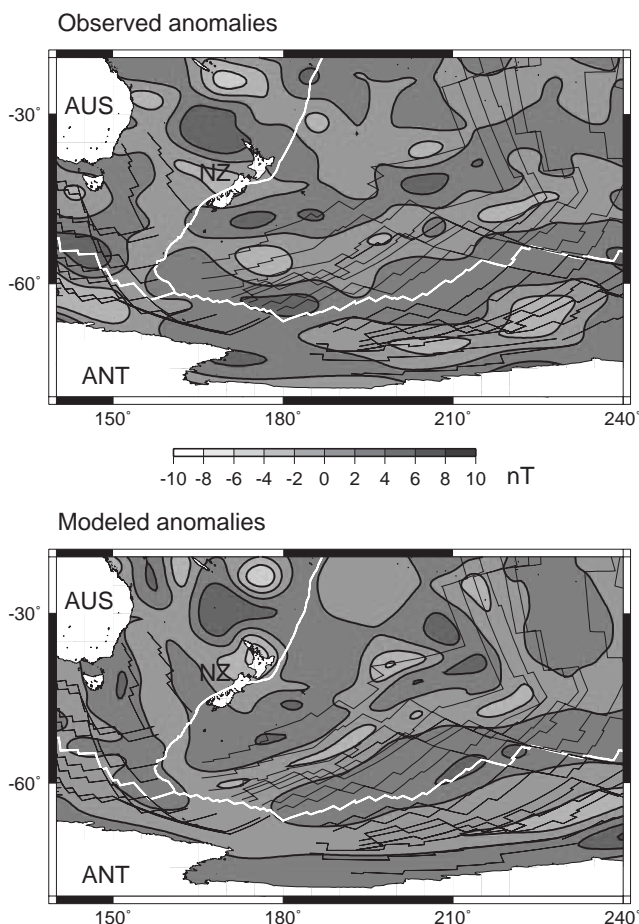 Observed anomalies
AUS
-30°
NZ
-60°
ANT
150° 180° 210° 240°
-10 -8 -6 -4 -2 0 2 4 6 8 10 nT
Modeled anomalies
AUS
-30°
NZ
-60°
ANT
150° 180° 210° 240°